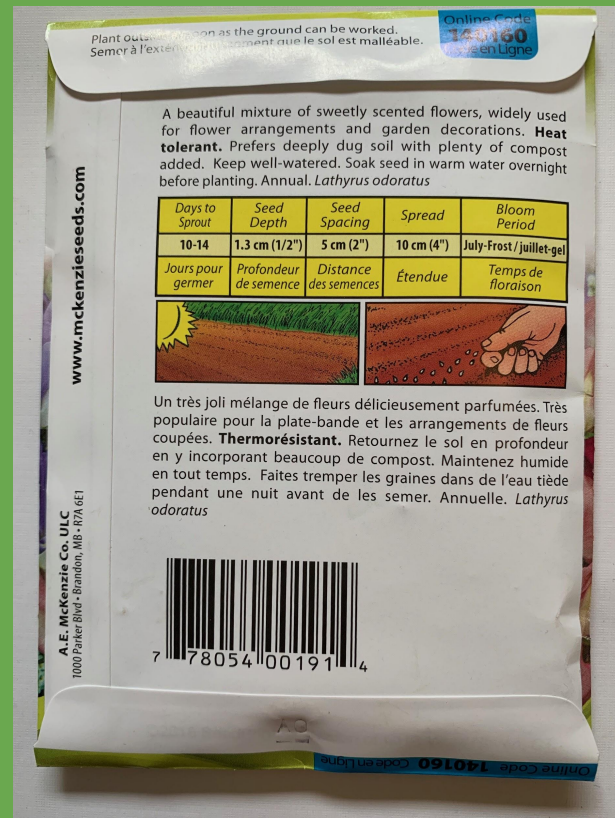 Plant as the ground can be worked.
Semer à l'exté que le sol est malléable.
Online Code
140160
Code en Ligne
A beautiful mixture of sweetly scented flowers, widely used
for flower arrangements and garden decorations. Heat
tolerant. Prefers deeply dug soil with plenty of compost
added. Keep well-watered. Soak seed in warm water overnight
before planting. Annual. Lathyrus odoratus
Days to Sprout
Seed Depth
Seed Spacing
Spread
Bloom Period
10-14
1.3 cm (1/2")
5 cm (2")
10 cm (4")
July-Frost/juillet-gel
Jours pour germer
Profondeur de semence
Distance des semences
Étendue
Temps de floraison
Un très joli mélange de fleurs délicieusement parfumées. Très
populaire pour la plate-bande et les arrangements de fleurs
coupées. Thermorésistant. Retournez le sol en profondeur
en y incorporant beaucoup de compost. Maintenez humide
en tout temps. Faites tremper les graines dans de l'eau tiède
pendant une nuit avant de les semer. Annuelle. Lathyrus
odoratus
www.mckenzieseeds.com
A.E. McKenzie Co. ULC
1000 Parker Blvd • Brandon, MB • R7A 6E1
7 78054 00191 4
Online Code 140160 Code en Ligne